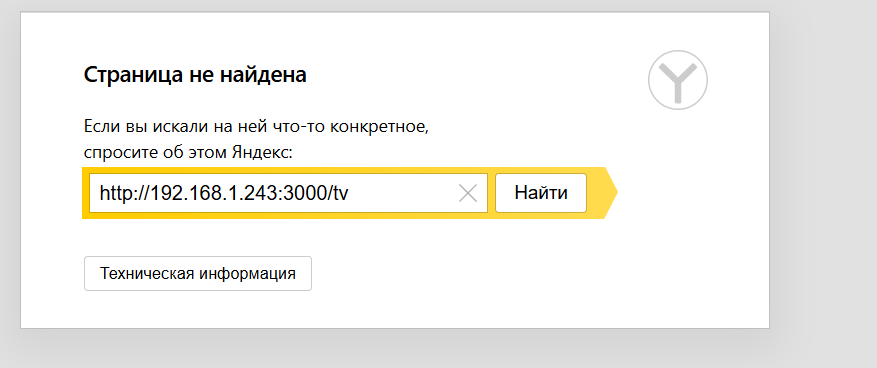 Страница не найдена
Если вы искали на ней что-то конкретное,
спросите об этом Яндекс:
http://192.168.1.243:3000/tv
Найти
Техническая информация